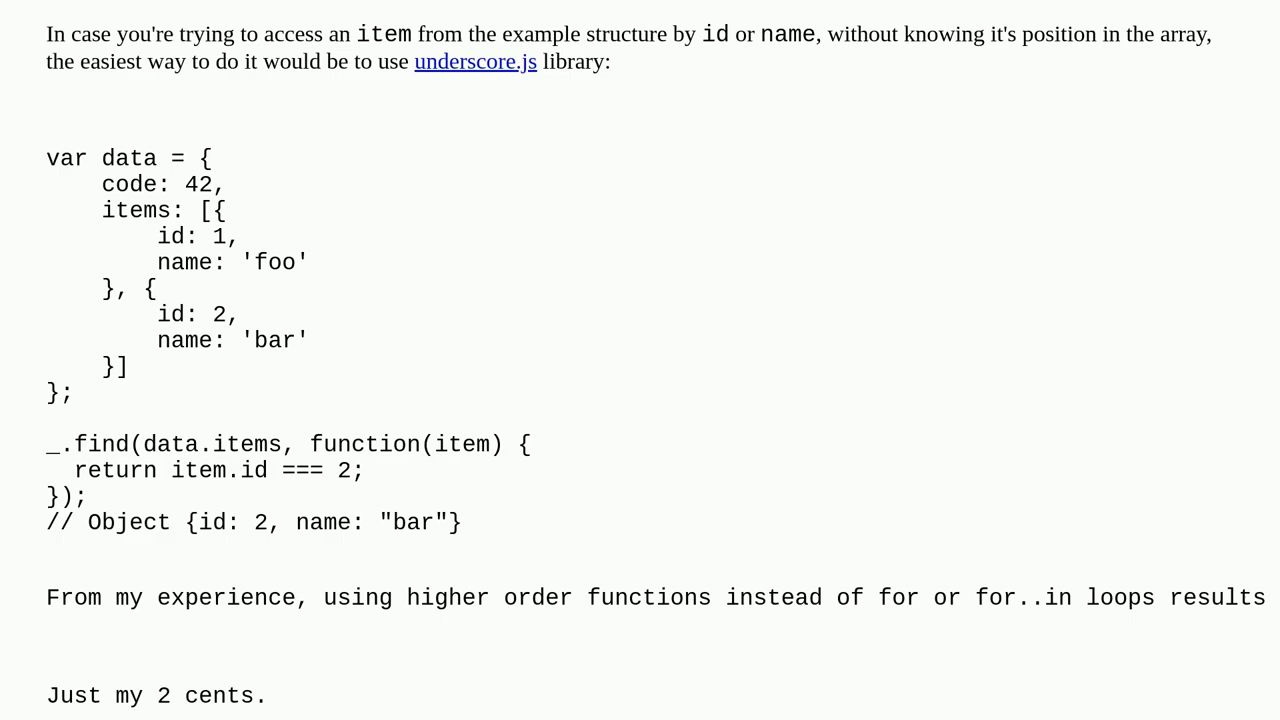 In case you're trying to access an item from the example structure by id or name, without knowing it's position in the array,
the easiest way to do it would be to use underscore.js library:
var data = {
    code: 42,
    items: [{
        id: 1,
        name: 'foo'
    }, {
        id: 2,
        name: 'bar'
    }]
};
_.find(data.items, function(item) {
  return item.id === 2;
});
// Object {id: 2, name: "bar"}
From my experience, using higher order functions instead of for or for..in loops results
Just my 2 cents.